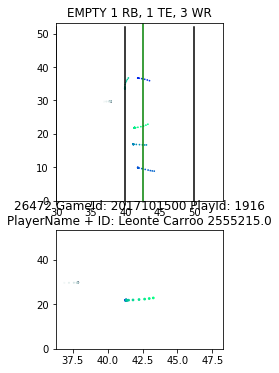 EMPTY 1 RB, 1 TE, 3 WR
50
40
30
20
10
0
30 35 40 45 50
26472 GameId: 2017101500 PlayId: 1916
PlayerName + ID: Leonte Carroo 2555215.0
40
20
0
37.5 40.0 42.5 45.0 47.5